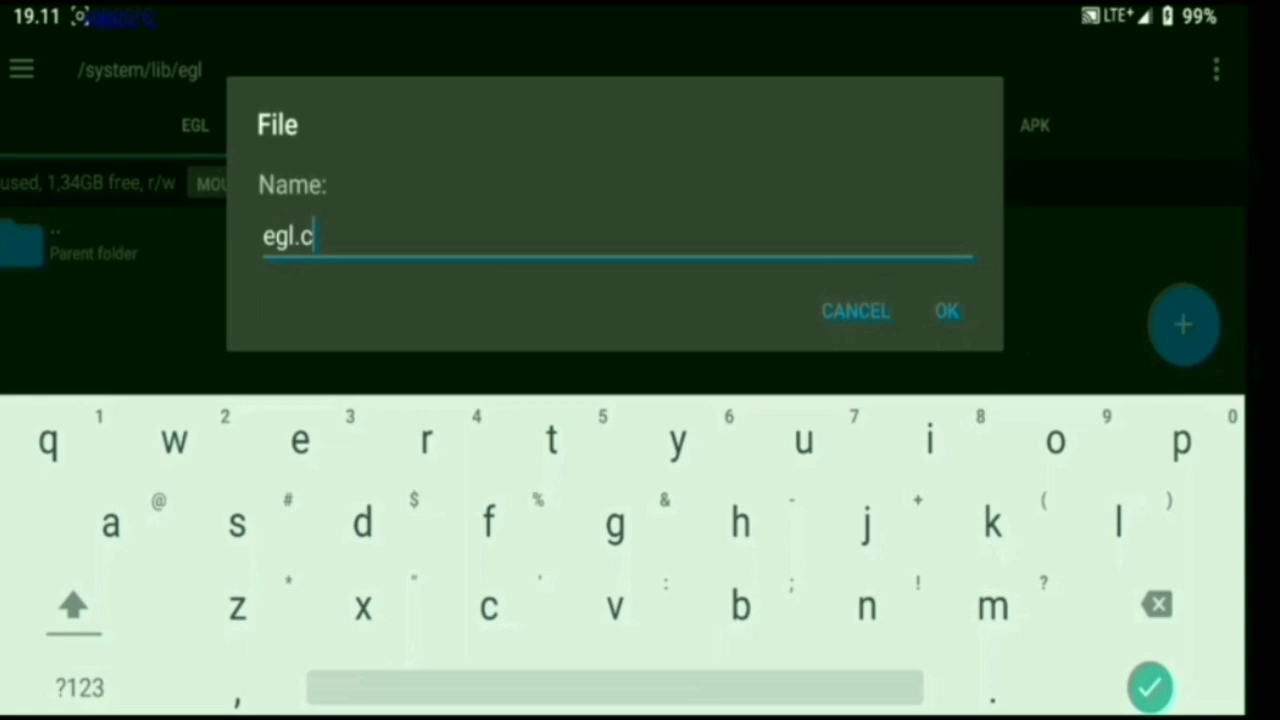 19.11
LTE+ 99%
/system/lib/egl
EGL
APK
used, 1,34GB free, r/w
MOU
..
Parent folder
File
Name:
egl.c
CANCEL OK
+
1 2 3 4 5 6 7 8 9 0
q w e r t y u i o p
@ # $ % & - + ( )
a s d f g h j k l
* " ' : ; ! ?
z x c v b n m
?123 , .